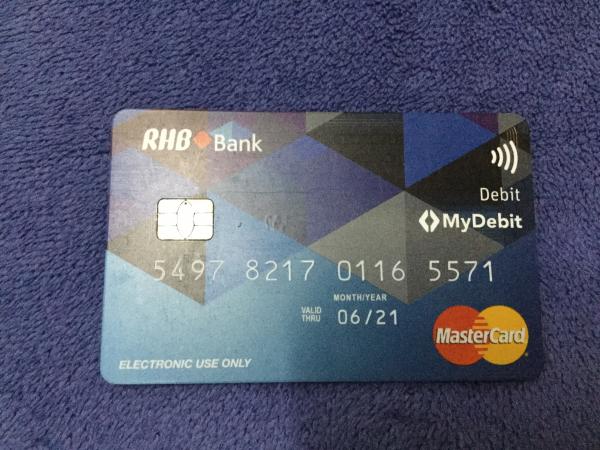 RHB Bank
Debit
MyDebit
5497 8217 0116 5571
MONTH/YEAR
VALID THRU 06/21
MasterCard
ELECTRONIC USE ONLY